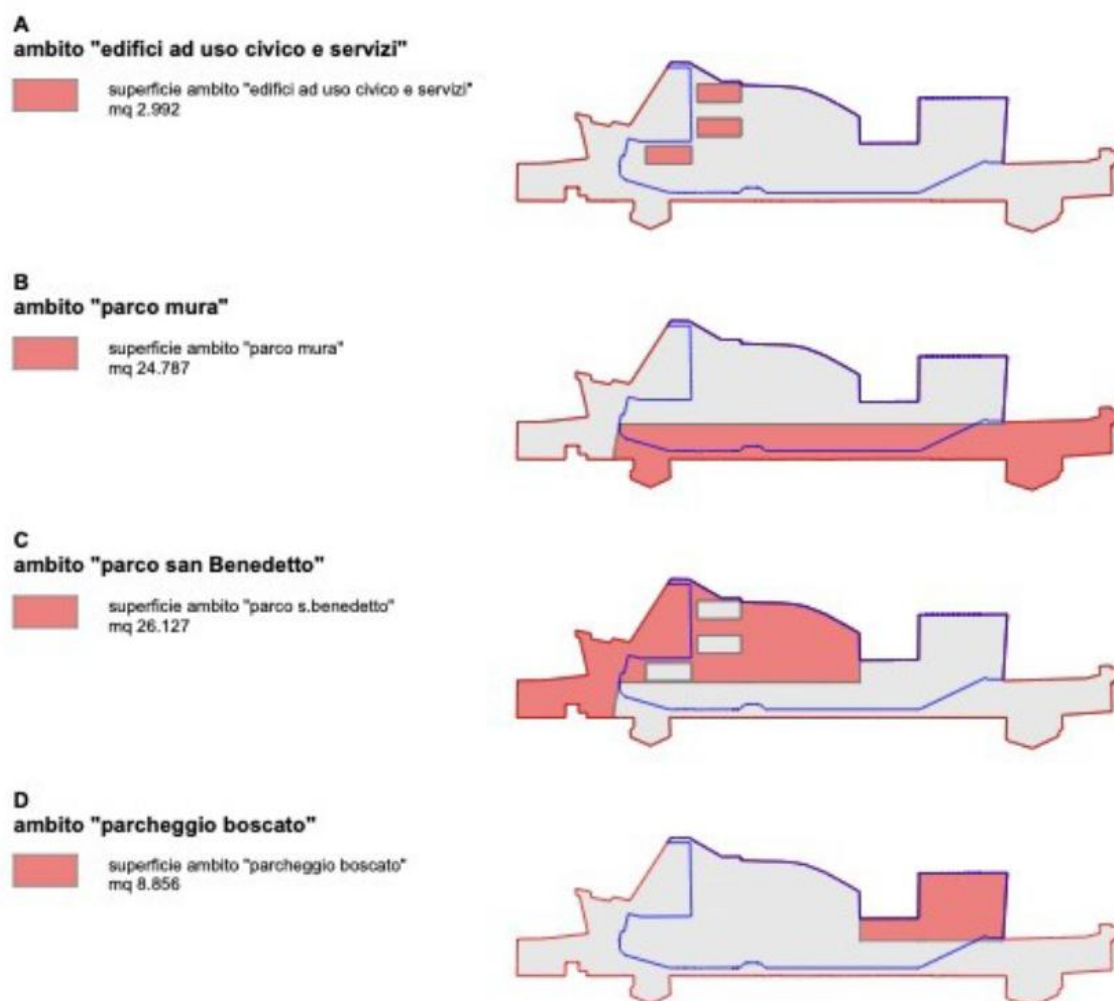 A
ambito "edifici ad uso civico e servizi"
superficie ambito "edifici ad uso civico e servizi"
mq 2.992
B
ambito "parco mura"
superficie ambito "parco mura"
mq 24.787
C
ambito "parco san Benedetto"
superficie ambito "parco s.benedetto"
mq 26.127
D
ambito "parcheggio boscato"
superficie ambito "parcheggio boscato"
mq 8.856